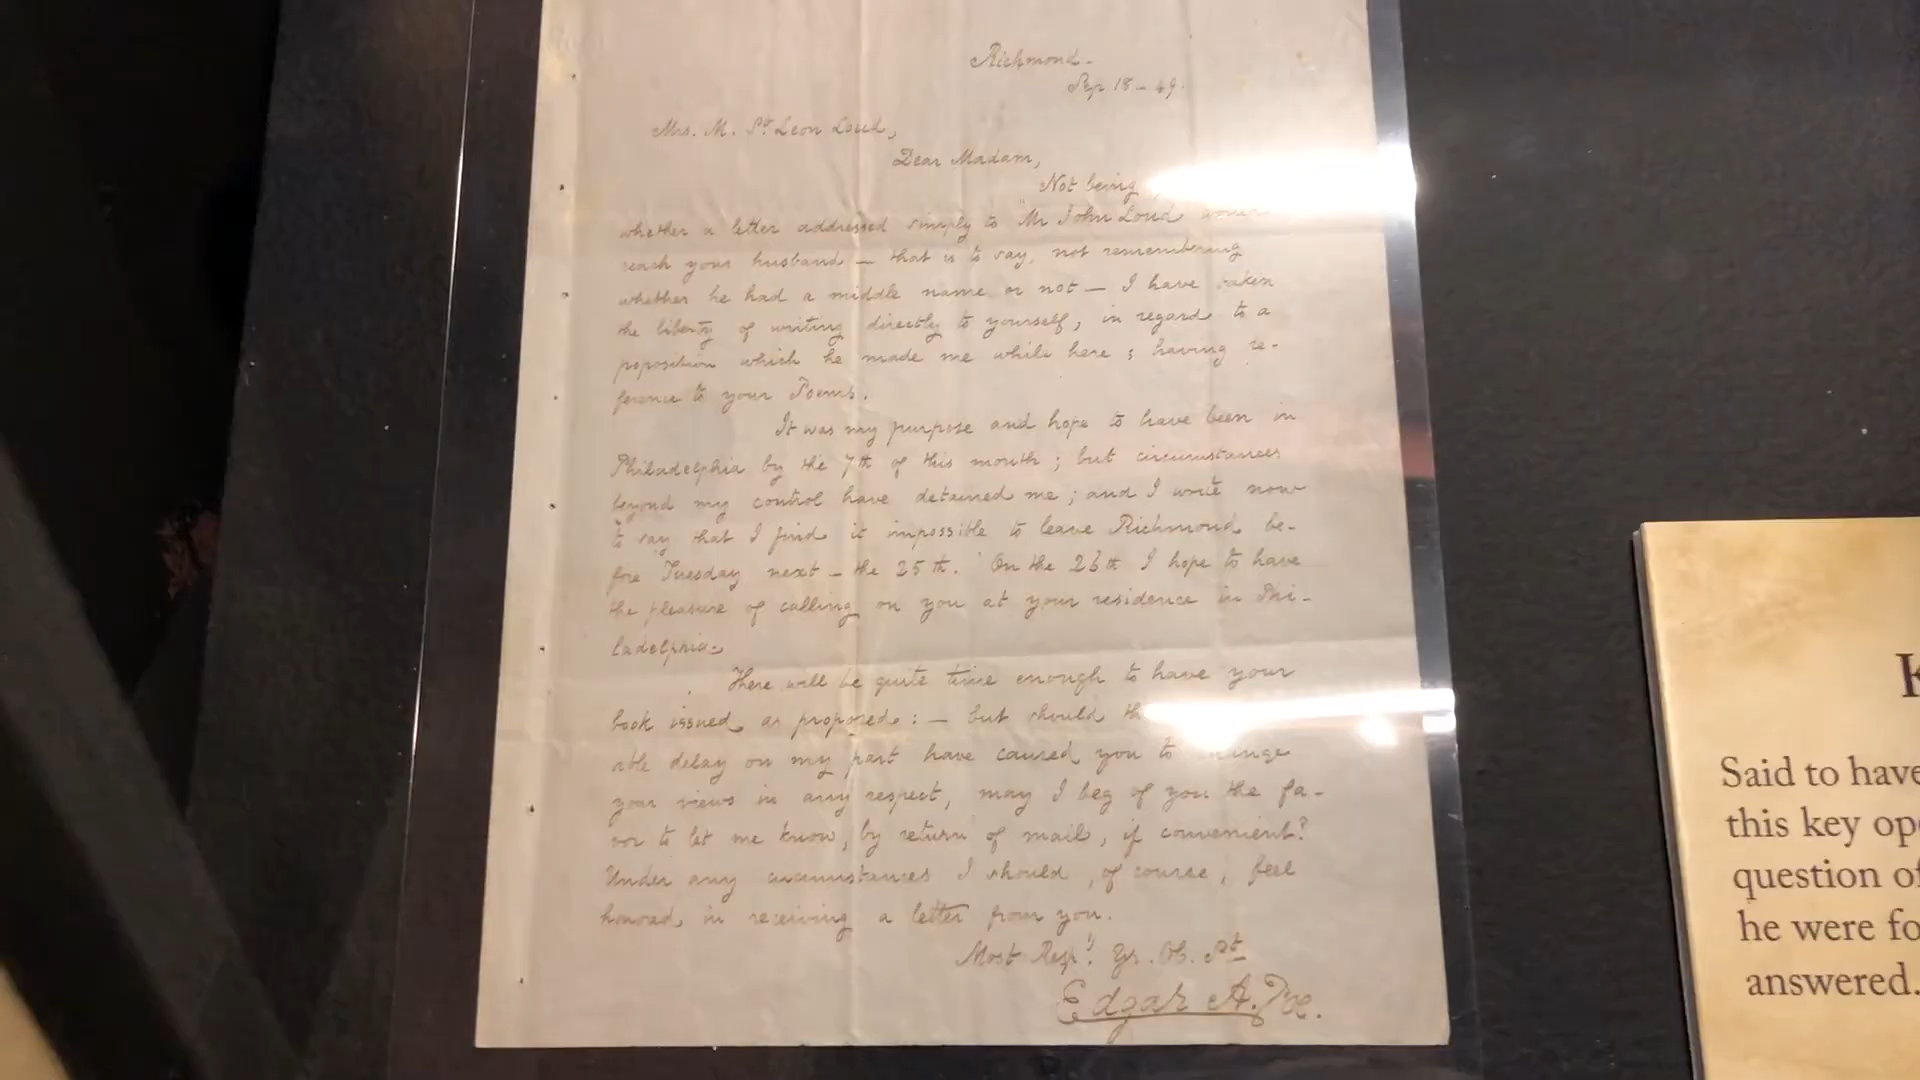 Richmond.
Sep 18 - 49.
Mrs. M. St. Leon Loud,
Dear Madam,
Not being
whether a letter addressed simply to "Mr John Loud" would
reach your husband — that is to say, not remembering
whether he had a middle name or not — I have taken
the liberty of writing directly to yourself, in regard to a
proposition which he made me while here ; having re-
ference to your Poems.
It was my purpose and hope to have been in
Philadelphia by the 7th of this month ; but circumstances
beyond my control have detained me ; and I write now
to say that I find it impossible to leave Richmond be-
fore Tuesday next — the 25th. On the 26th I hope to have
the pleasure of calling on you at your residence in Phi-
ladelphia.
There will be quite time enough to have your
book issued as proposed : — but should
able delay on my part have caused you to change
your views in any respect, may I beg of you the fa-
vor to let me know, by return of mail, if convenient?
Under any circumstances I should, of course, feel
honored in receiving a letter from you.
Most Resp.y Yr. Ob. St
Edgar A. Poe.
K
Said to have
this key
question of
he were
answered.